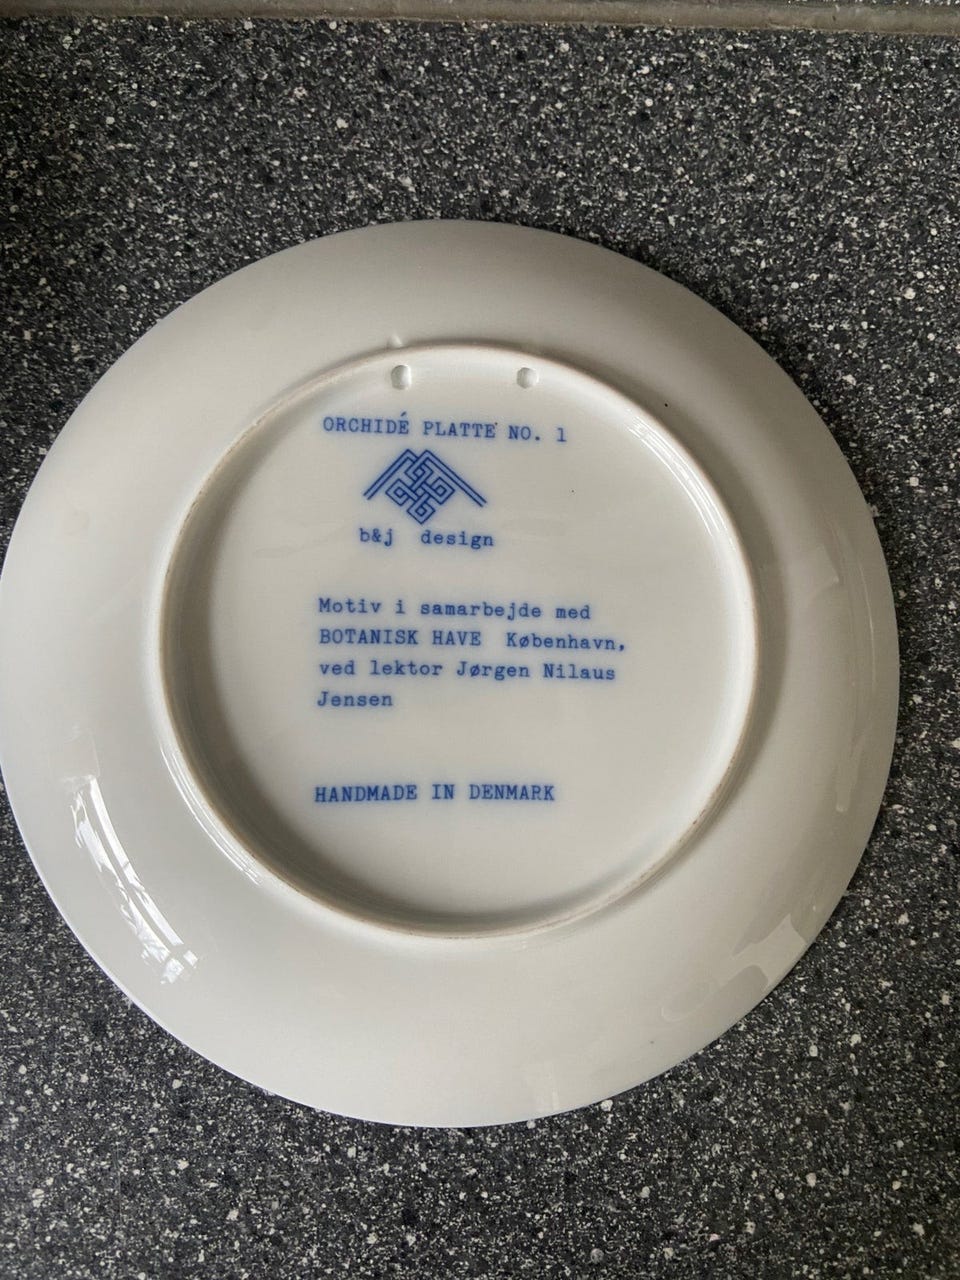 ORCHIDÉ PLATTE NO. 1
b&j design
Motiv i samarbejde med
BOTANISK HAVE København,
ved lektor Jørgen Nilaus
Jensen
HANDMADE IN DENMARK